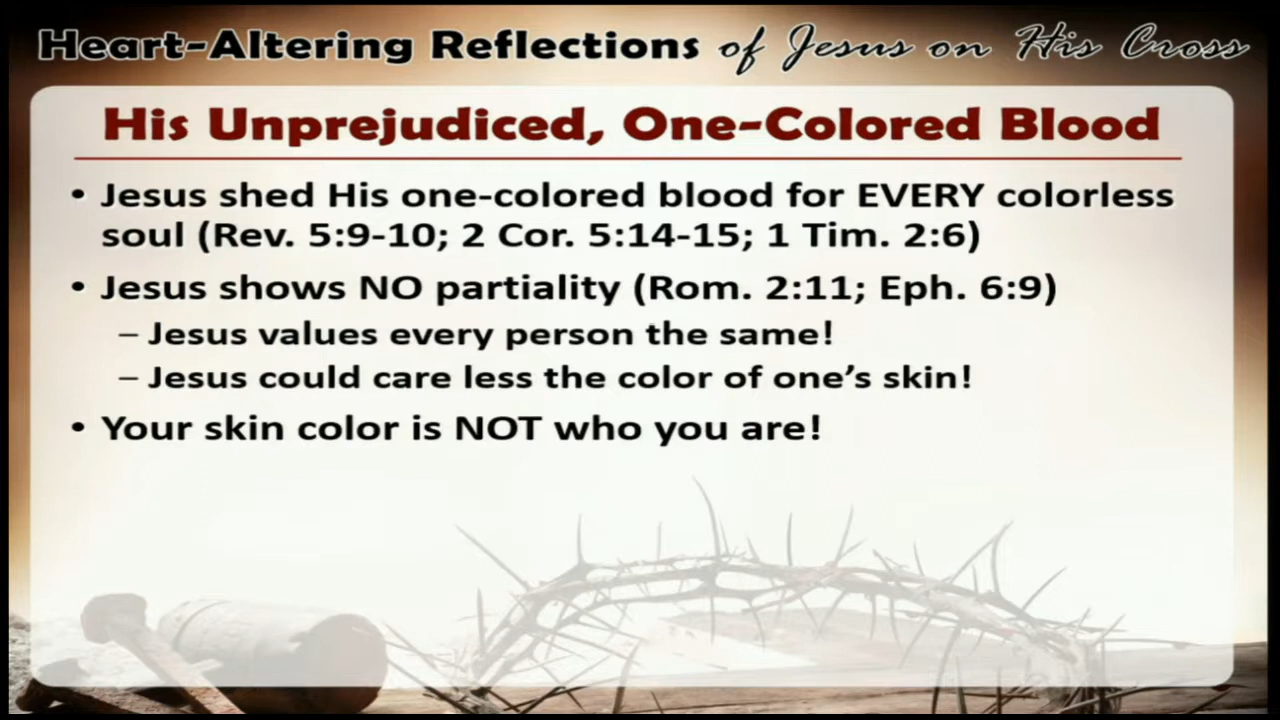 Heart-Altering Reflections of Jesus on His Cross
His Unprejudiced, One-Colored Blood
• Jesus shed His one-colored blood for EVERY colorless
soul (Rev. 5:9-10; 2 Cor. 5:14-15; 1 Tim. 2:6)
• Jesus shows NO partiality (Rom. 2:11; Eph. 6:9)
– Jesus values every person the same!
– Jesus could care less the color of one’s skin!
• Your skin color is NOT who you are!